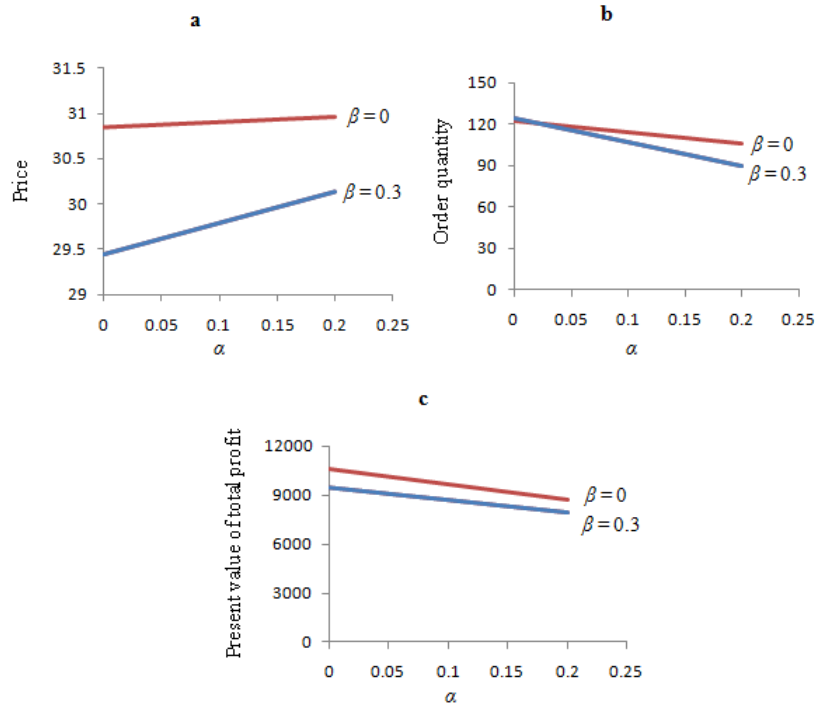 a
Price
31.5
31
30.5
30
29.5
29
0 0.05 0.1 0.15 0.2 0.25
α
β = 0
β = 0.3
b
Order quantity
150
120
90
60
30
0
0 0.05 0.1 0.15 0.2 0.25
α
β = 0
β = 0.3
c
Present value of total profit
12000
9000
6000
3000
0
0 0.05 0.1 0.15 0.2 0.25
α
β = 0
β = 0.3